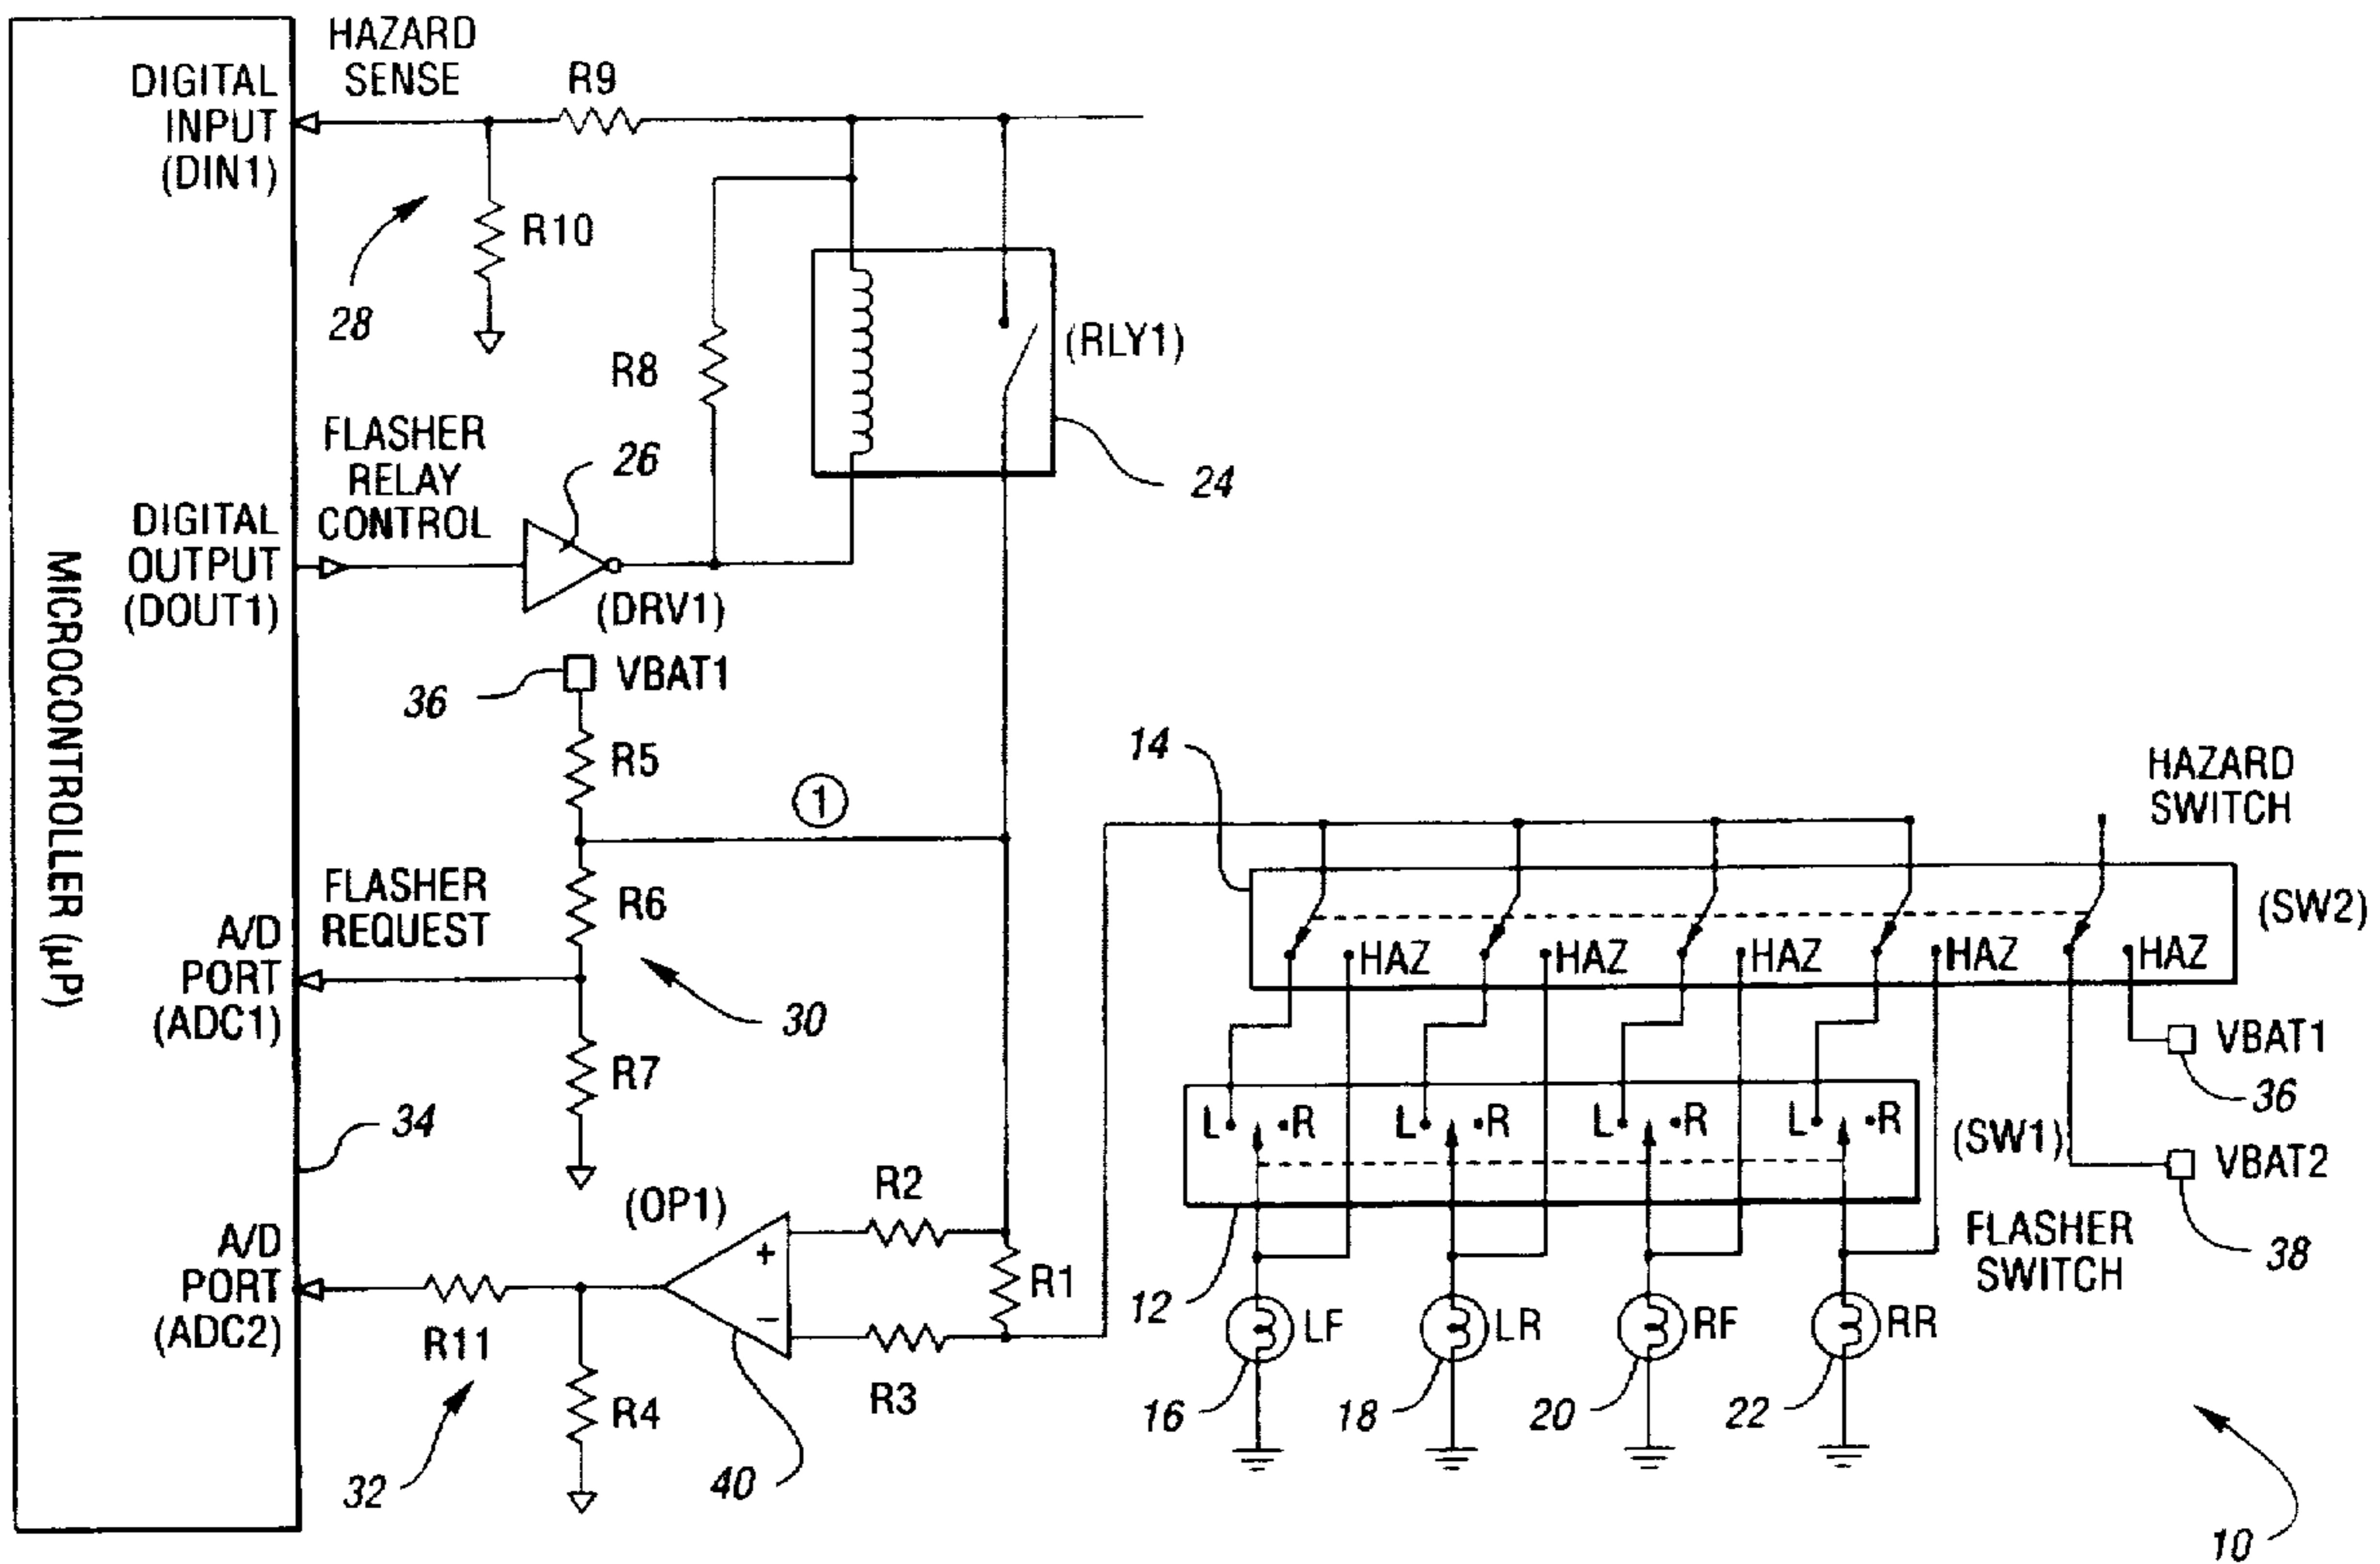 HAZARD
SENSE
R9
DIGITAL
INPUT
(DIN1)
R10
28
R8
(RLY1)
24
FLASHER
RELAY
CONTROL
26
DIGITAL
OUTPUT
(DOUT1)
(DRV1)
MICROCONTROLLER (μP)
36
VBAT1
R5
1
14
HAZARD
SWITCH
FLASHER
REQUEST
R6
A/D
PORT
(ADC1)
30
R7
34
(SW2)
HAZ
HAZ
HAZ
HAZ
HAZ
VBAT1
36
L
R
L
R
L
R
L
R
(SW1)
VBAT2
38
FLASHER
SWITCH
12
(OP1)
R2
+
−
R1
R3
40
A/D
PORT
(ADC2)
R11
R4
32
LF
LR
RF
RR
16
18
20
22
10